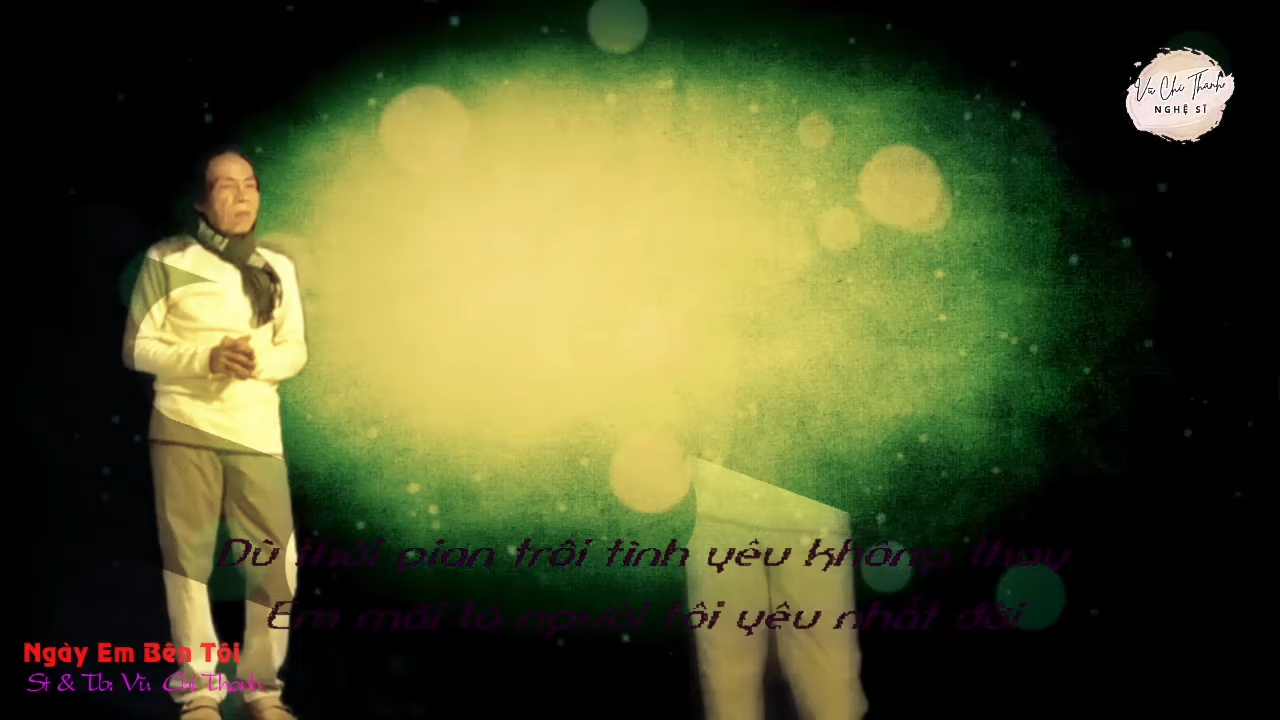 Vũ Chí Thanh
NGHỆ SĨ
Dù thời gian trôi tình yêu không thay
Em mãi là người tôi yêu nhất đời
Ngày Em Bên Tôi
St & Tb: Vũ Chí Thanh